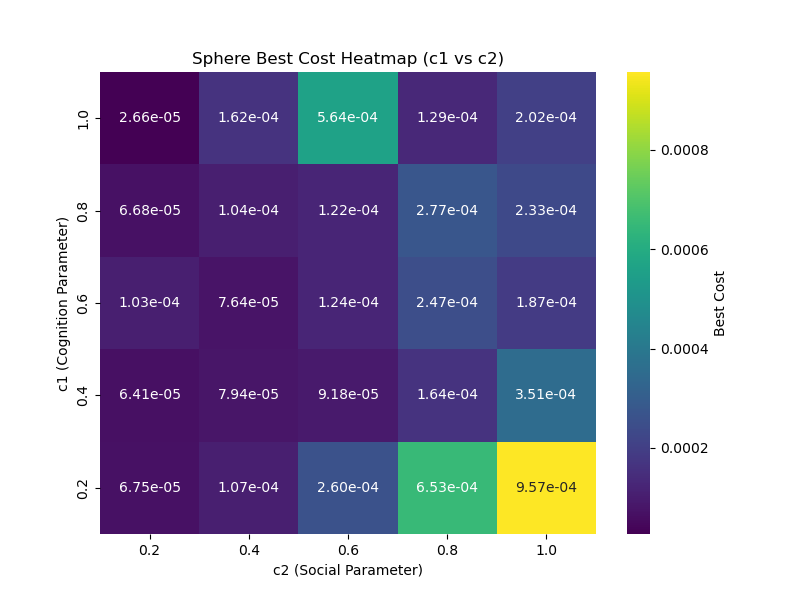 Sphere Best Cost Heatmap (c1 vs c2)
c1 (Cognition Parameter)
1.0 2.66e-05 1.62e-04 5.64e-04 1.29e-04 2.02e-04
0.8 6.68e-05 1.04e-04 1.22e-04 2.77e-04 2.33e-04
0.6 1.03e-04 7.64e-05 1.24e-04 2.47e-04 1.87e-04
0.4 6.41e-05 7.94e-05 9.18e-05 1.64e-04 3.51e-04
0.2 6.75e-05 1.07e-04 2.60e-04 6.53e-04 9.57e-04
0.2 0.4 0.6 0.8 1.0
c2 (Social Parameter)
0.0008
0.0006
0.0004
0.0002
Best Cost